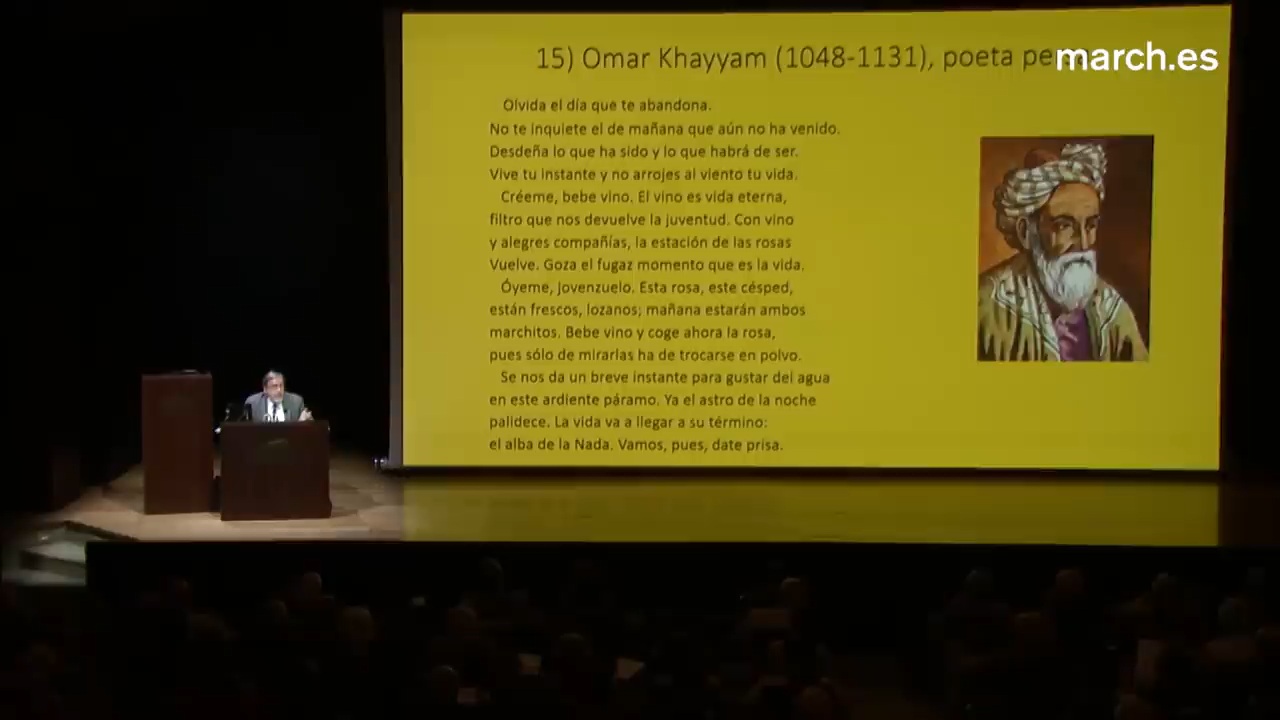 15) Omar Khayyam (1048-1131), poeta
march.es
Olvida el día que te abandona.
No te inquiete el de mañana que aún no ha venido.
Desdeña lo que ha sido y lo que habrá de ser.
Vive tu instante y no arrojes al viento tu vida.
Créeme, bebe vino. El vino es vida eterna,
filtro que nos devuelve la juventud. Con vino
y alegres compañías, la estación de las rosas
Vuelve. Goza el fugaz momento que es la vida.
Óyeme, jovenzuelo. Esta rosa, este césped,
están frescos, lozanos; mañana estarán ambos
marchitos. Bebe vino y coge ahora la rosa,
pues sólo de mirarlas ha de trocarse en polvo.
Se nos da un breve instante para gustar del agua
en este ardiente páramo. Ya el astro de la noche
palidece. La vida va a llegar a su término:
el alba de la Nada. Vamos, pues, date prisa.